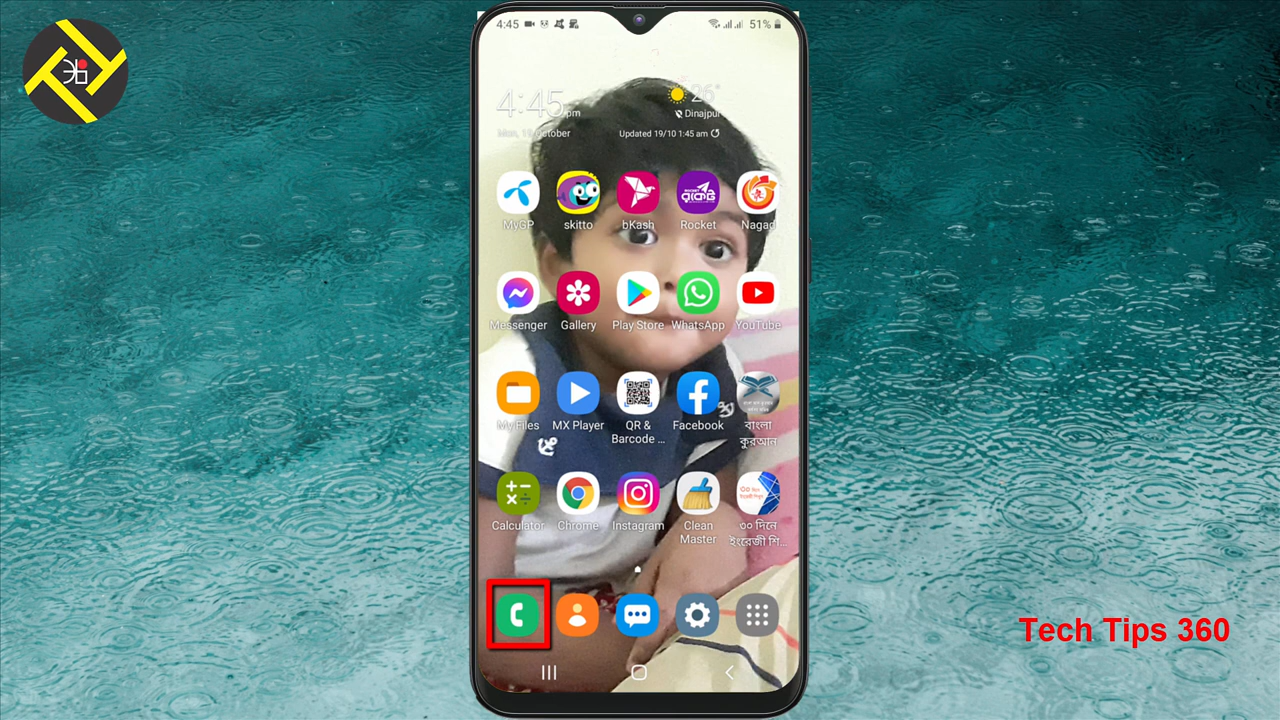 4:45
51%
4:45 pm
26°
Dinajpur
Mon, 19 October
Updated 19/10 1:45 am
MyGP
skitto
bKash
ROCKET
রকেট
Rocket
Nagad
Messenger
Gallery
Play Store
WhatsApp
YouTube
My Files
MX Player
QR &
Barcode ...
Facebook
বাংলা
কুরআন
Calculator
Chrome
Instagram
Clean
Master
৩০ দিনে
ইংরেজী শি...
Tech Tips 360